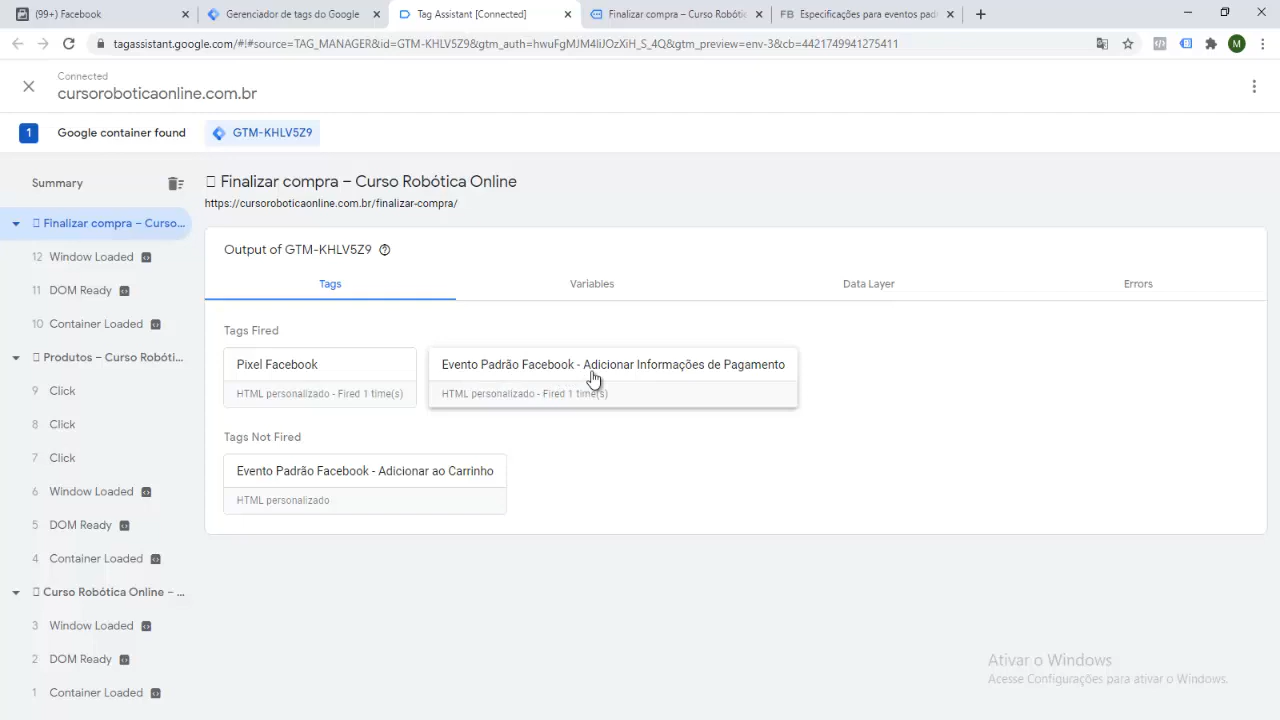 (99+) Facebook
Gerenciador de tags do Google
Tag Assistant [Connected]
Finalizar compra – Curso Robótic
FB Especificações para eventos pad
tagassistant.google.com/#!#source=TAG_MANAGER&id=GTM-KHLV5Z9&gtm_auth=hwuFgMJM4IiJOzXiH_S_4Q&gtm_preview=env-3&cb=4421749941275411
M
Connected
cursoroboticaonline.com.br
1 Google container found GTM-KHLV5Z9
Summary
Finalizar compra – Curso...
12 Window Loaded
11 DOM Ready
10 Container Loaded
Produtos – Curso Robóti...
9 Click
8 Click
7 Click
6 Window Loaded
5 DOM Ready
4 Container Loaded
Curso Robótica Online – ...
3 Window Loaded
2 DOM Ready
1 Container Loaded
Finalizar compra – Curso Robótica Online
https://cursoroboticaonline.com.br/finalizar-compra/
Output of GTM-KHLV5Z9
Tags Variables Data Layer Errors
Tags Fired
Pixel Facebook
HTML personalizado - Fired 1 time(s)
Evento Padrão Facebook - Adicionar Informações de Pagamento
HTML personalizado - Fired 1 time(s)
Tags Not Fired
Evento Padrão Facebook - Adicionar ao Carrinho
HTML personalizado
Ativar o Windows
Acesse Configurações para ativar o Windows.